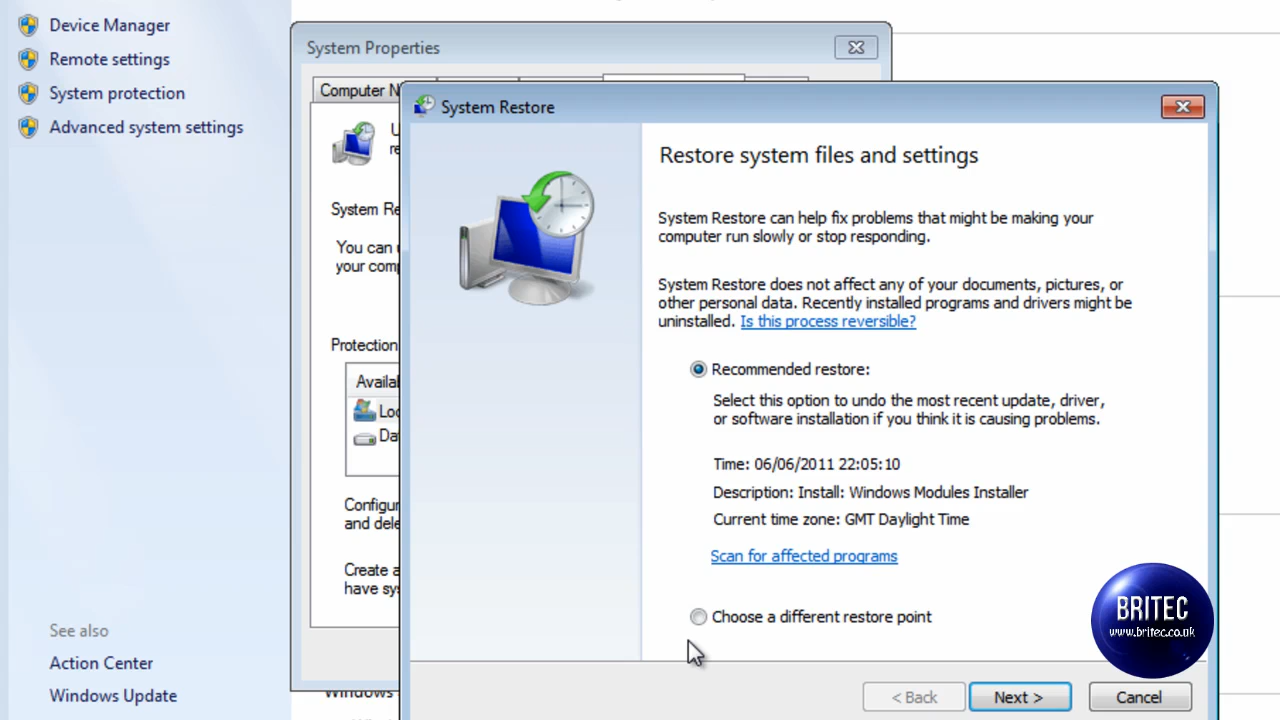 Device Manager
Remote settings
System protection
Advanced system settings
See also
Action Center
Windows Update
System Properties
Computer N
System Re
You can
your comp
Protection
Availa
Loc
Da
Configur
and dele
Create a
have sys
Windows
System Restore
Restore system files and settings
System Restore can help fix problems that might be making your
computer run slowly or stop responding.
System Restore does not affect any of your documents, pictures, or
other personal data. Recently installed programs and drivers might be
uninstalled. Is this process reversible?
Recommended restore:
Select this option to undo the most recent update, driver,
or software installation if you think it is causing problems.
Time: 06/06/2011 22:05:10
Description: Install: Windows Modules Installer
Current time zone: GMT Daylight Time
Scan for affected programs
Choose a different restore point
< Back
Next >
Cancel
BRITEC
www.britec.co.uk